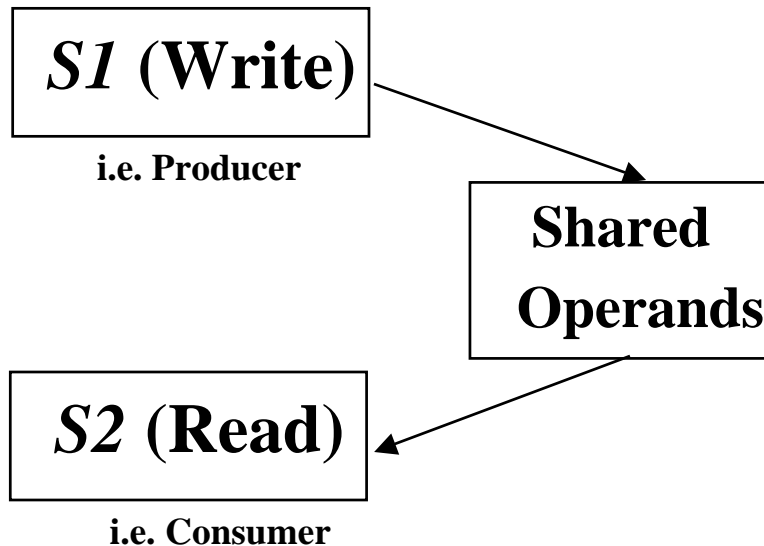 S1 (Write)
i.e. Producer
Shared
Operands
S2 (Read)
i.e. Consumer